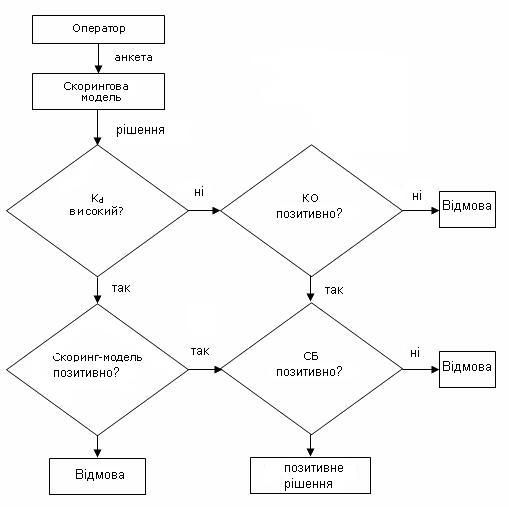 Оператор
анкета
Скорингова
модель
рішення
Kd
високий?
ні
КО
позитивно?
ні
Відмова
так
так
Скоринг-модель
позитивно?
так
СБ
позитивно?
ні
Відмова
Відмова
позитивне
рішення